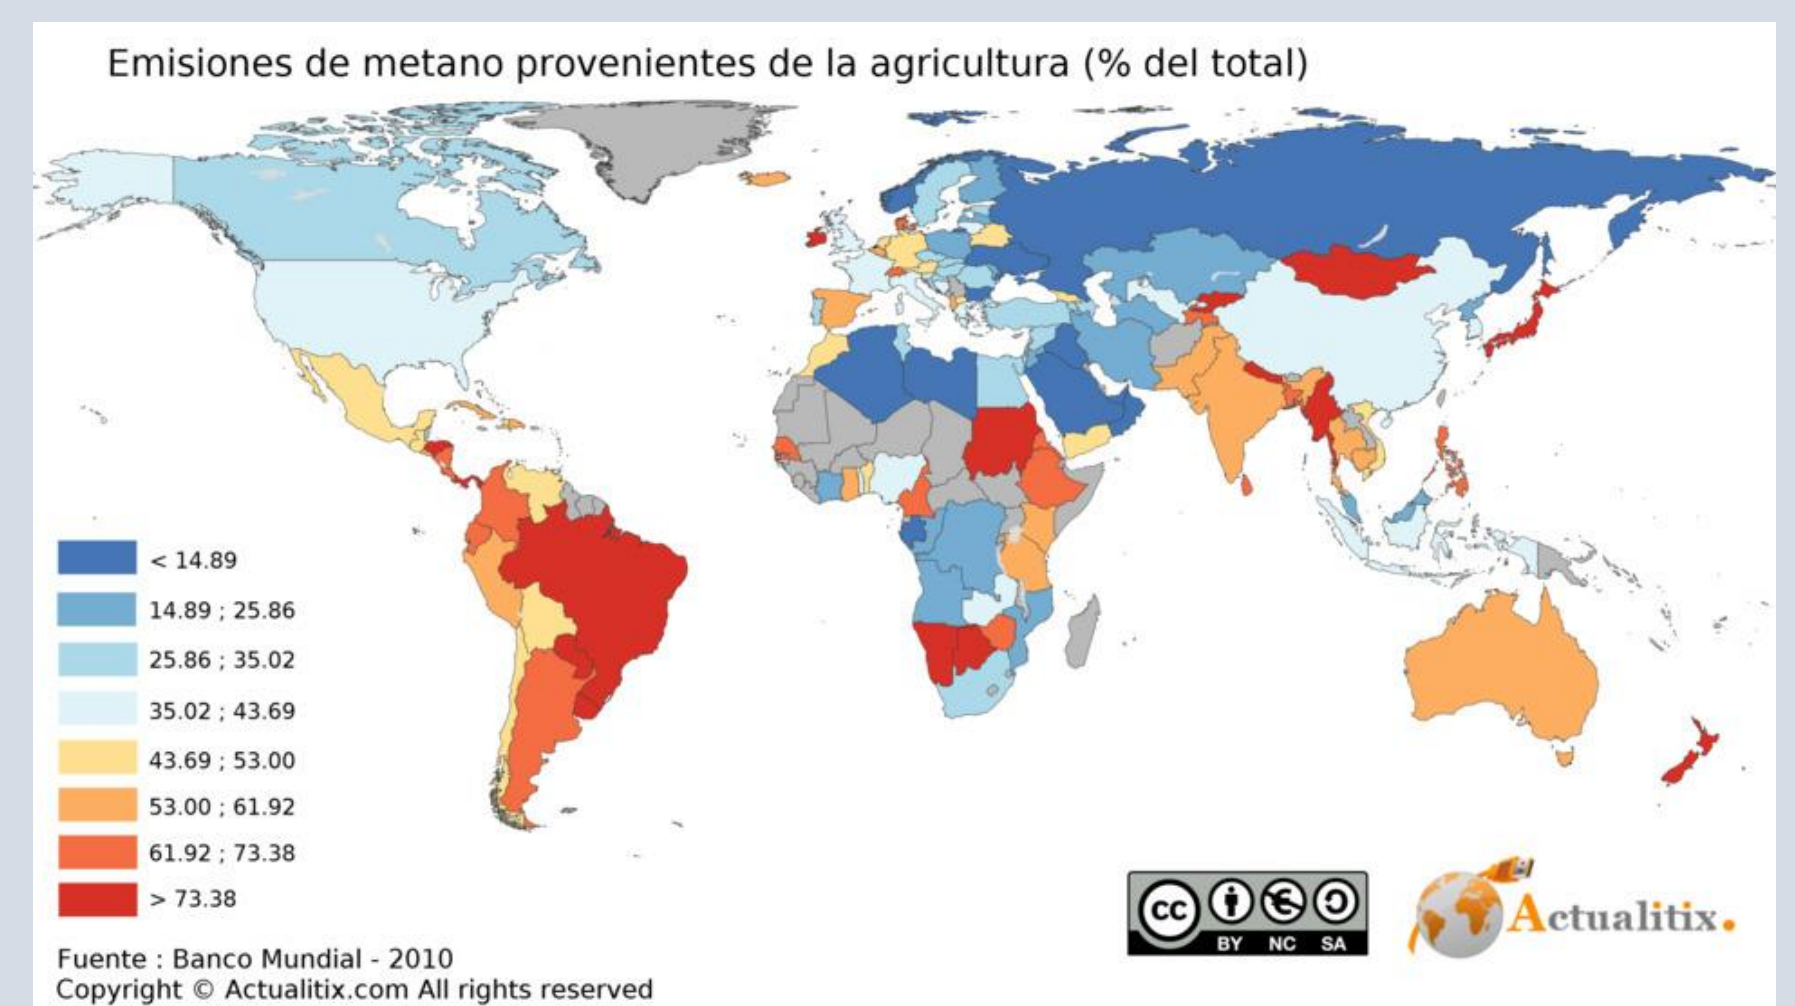 Emisiones de metano provenientes de la agricultura (% del total)
< 14.89
14.89 ; 25.86
25.86 ; 35.02
35.02 ; 43.69
43.69 ; 53.00
53.00 ; 61.92
61.92 ; 73.38
> 73.38
Fuente : Banco Mundial - 2010
Copyright © Actualitix.com All rights reserved
cc
BY NC SA
Actualitix.